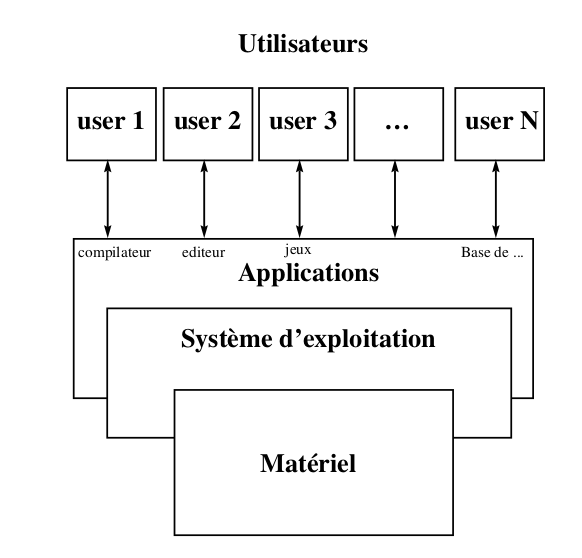 Utilisateurs
user 1 user 2 user 3 ... user N
compilateur editeur jeux Base de ...
Applications
Système d'exploitation
Matériel